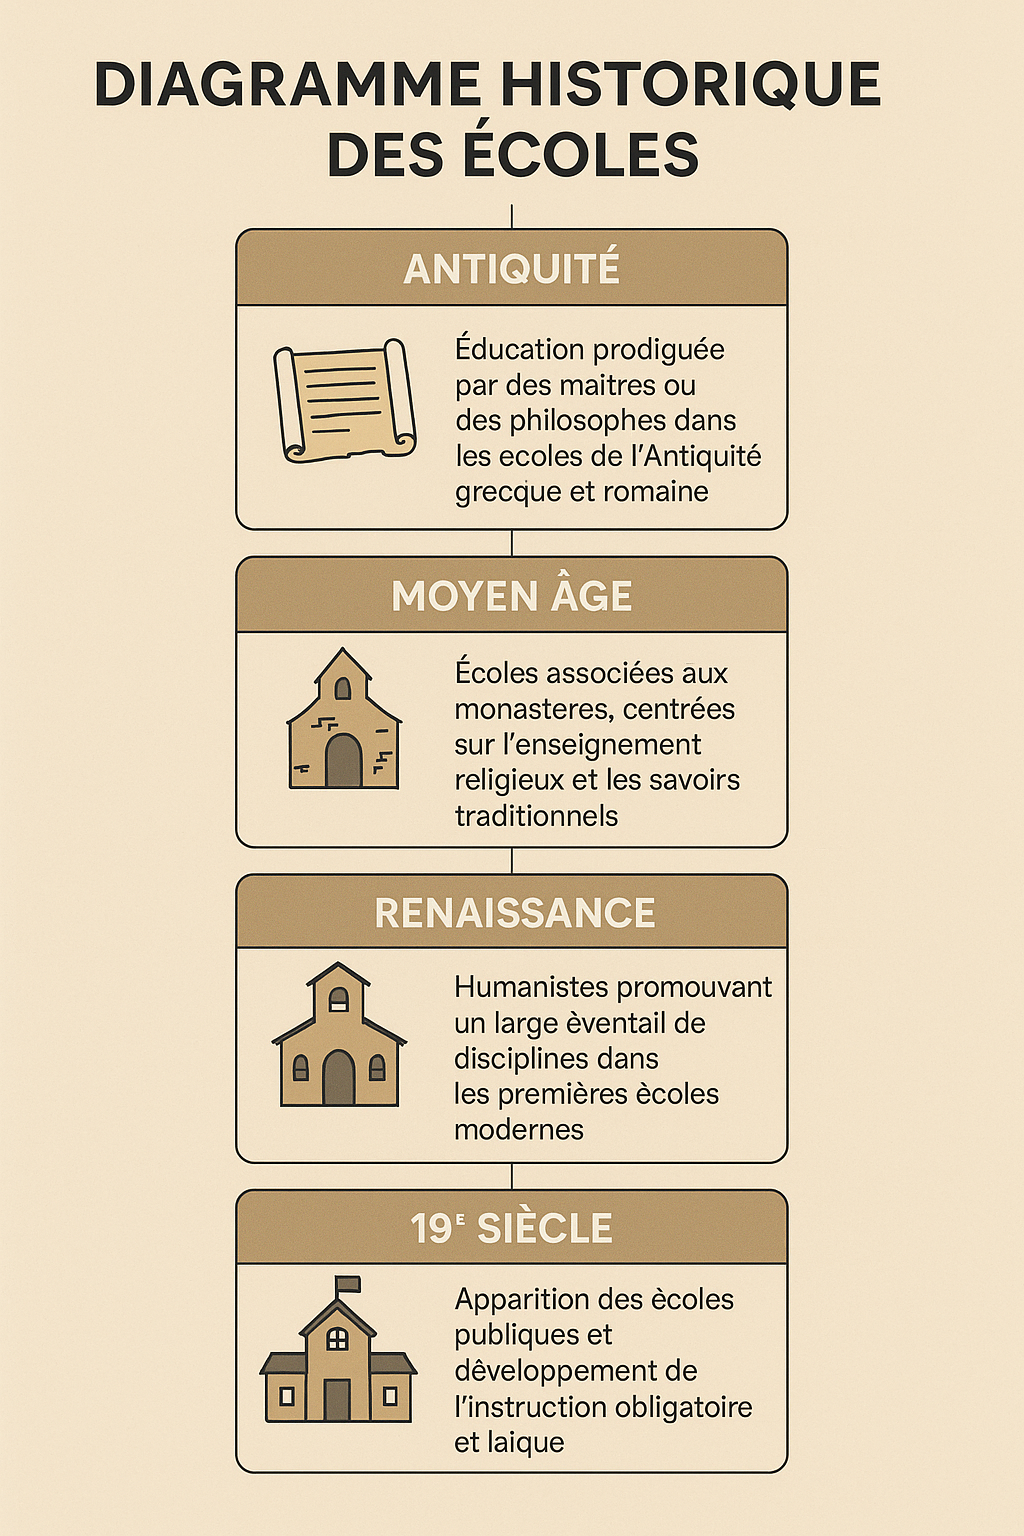 DIAGRAMME HISTORIQUE
DES ÉCOLES
ANTIQUITÉ
Éducation prodiguée
par des maitres ou
des philosophes dans
les ecoles de l'Antiquité
grecque et romaine
MOYEN ÂGE
Écoles associées āux
monasteres, centrées
sur l'enseignement
religieux et les savoirs
traditionnels
RENAISSANCE
Humanistes promouvant
un large èventail de
disciplines dans
les premières ècoles
modernes
19ᴱ SIÈCLE
Apparition des ècoles
publiques et
dêveloppement de
l'instruction obligatoire
et laique